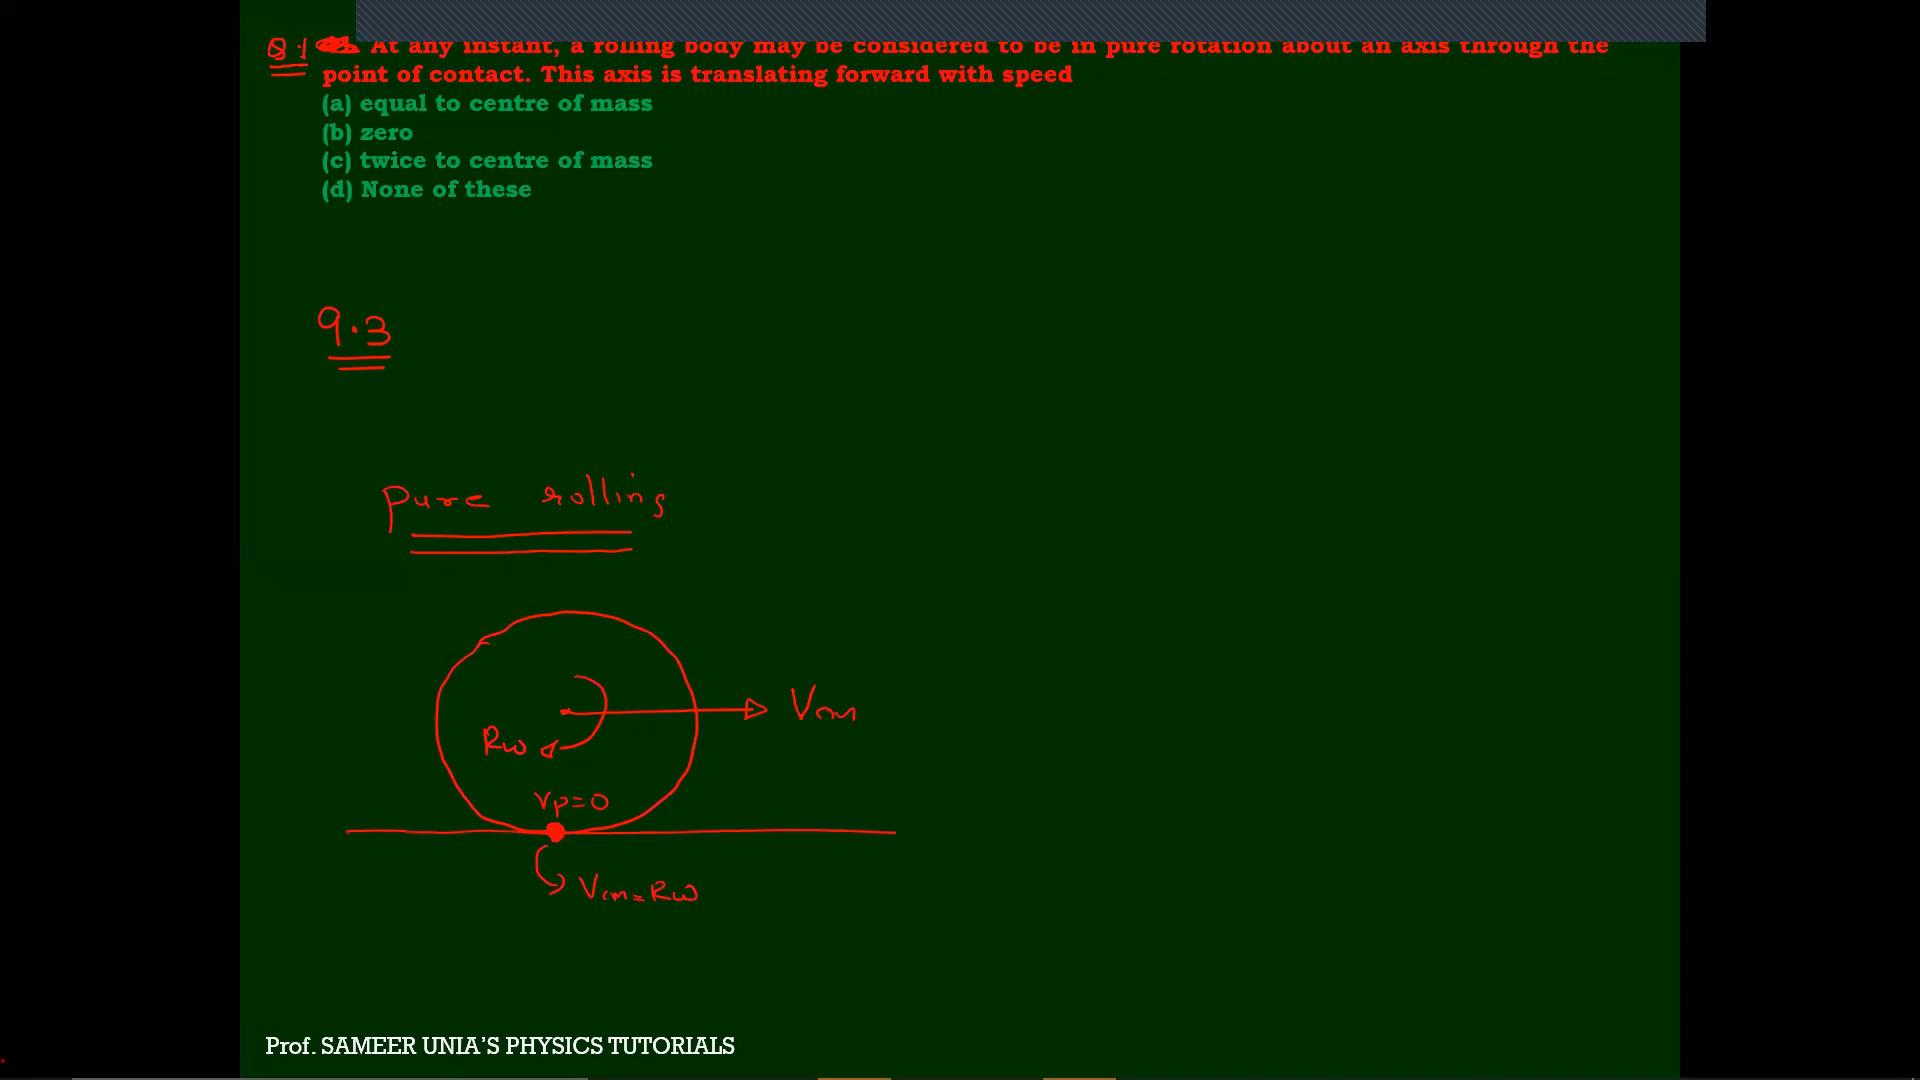 Q.1 At any instant, a rolling body may be considered to be in pure rotation about an axis through the
point of contact. This axis is translating forward with speed
(a) equal to centre of mass
(b) zero
(c) twice to centre of mass
(d) None of these
9.3
Pure rolling
Vcm
Rω
Vp=0
Vcm=Rω
Prof. SAMEER UNIA'S PHYSICS TUTORIALS